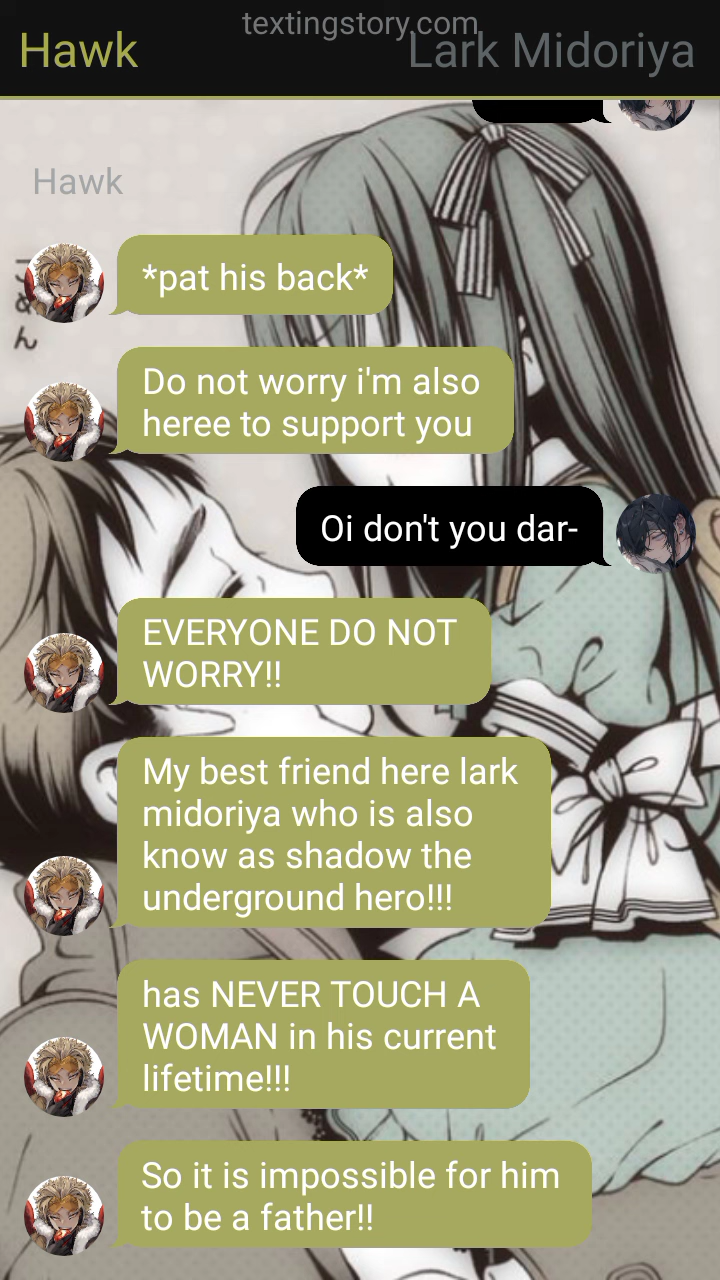 textingstory.com
Hawk
Lark Midoriya
Hawk
*pat his back*
Do not worry i'm also
heree to support you
Oi don't you dar-
EVERYONE DO NOT
WORRY!!
My best friend here lark
midoriya who is also
know as shadow the
underground hero!!!
has NEVER TOUCH A
WOMAN in his current
lifetime!!!
So it is impossible for him
to be a father!!